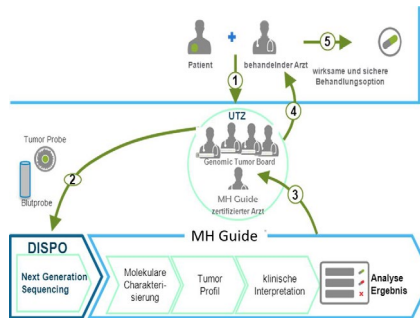 5
Patient
behandelnder Arzt
wirksame und sichere
Behandlungsoption
1
4
UTZ
Genomic Tumor Board
MH Guide
zertifizierter Arzt
Tumor Probe
2
Blutprobe
3
DISPO
MH Guide
Next Generation
Sequencing
Molekulare
Charakteri-
sierung
Tumor
Profil
klinische
Interpretation
Analyse
Ergebnis